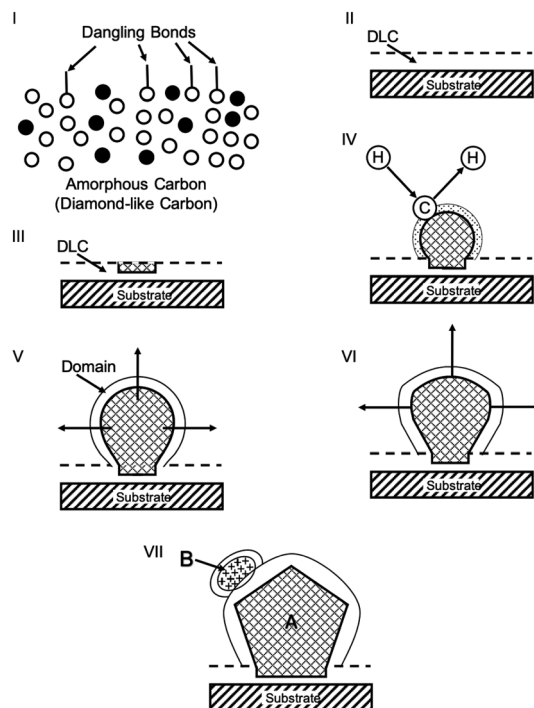 I
Dangling Bonds
Amorphous Carbon
(Diamond-like Carbon)
II
DLC
Substrate
III
DLC
Substrate
IV
H
H
C
Substrate
V
Domain
Substrate
VI
Substrate
VII
B
A
Substrate